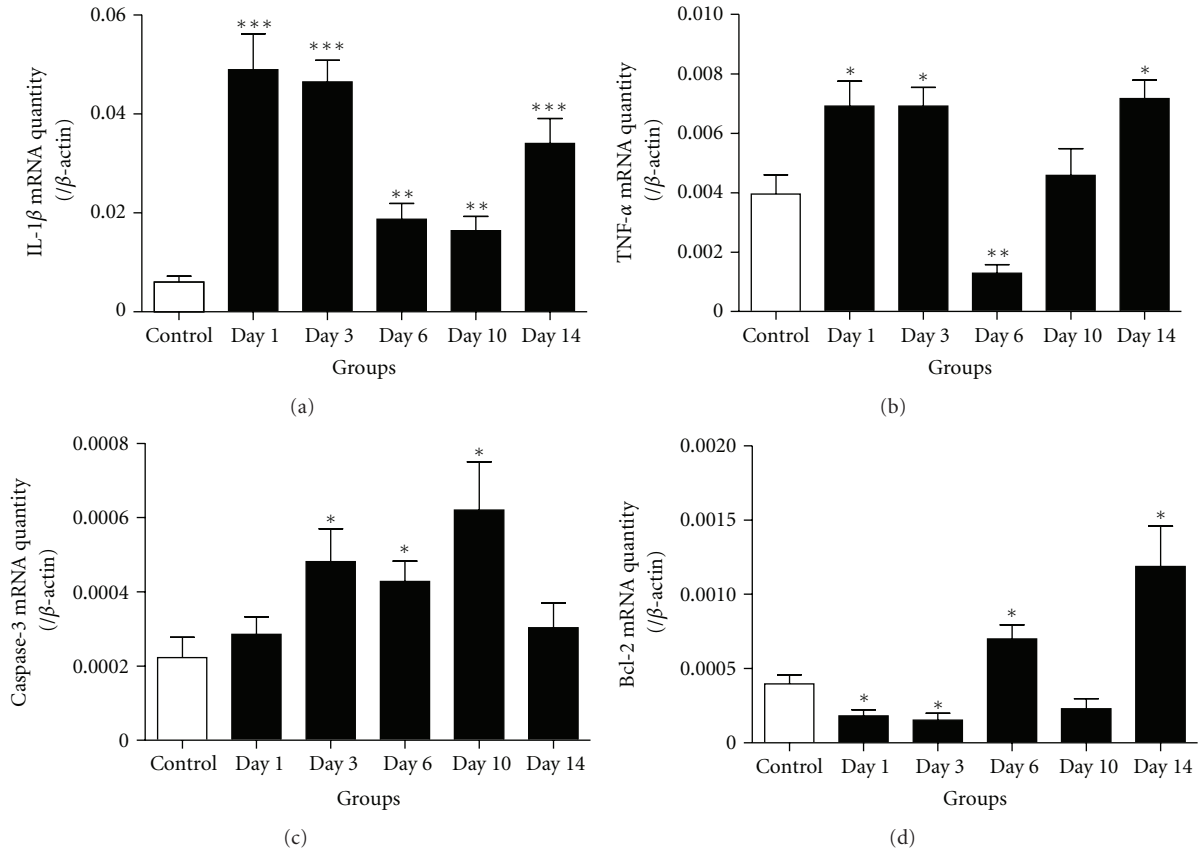 IL-1β mRNA quantity
(/β-actin)
0.06
0.04
0.02
0
***
***
**
**
***
Control Day 1 Day 3 Day 6 Day 10 Day 14
Groups
(a)
TNF-α mRNA quantity
(/β-actin)
0.010
0.008
0.006
0.004
0.002
0
*
*
**
*
Control Day 1 Day 3 Day 6 Day 10 Day 14
Groups
(b)
Caspase-3 mRNA quantity
(/β-actin)
0.0008
0.0006
0.0004
0.0002
0
*
*
*
Control Day 1 Day 3 Day 6 Day 10 Day 14
Groups
(c)
Bcl-2 mRNA quantity
(/β-actin)
0.0020
0.0015
0.0010
0.0005
0
*
*
*
*
Control Day 1 Day 3 Day 6 Day 10 Day 14
Groups
(d)